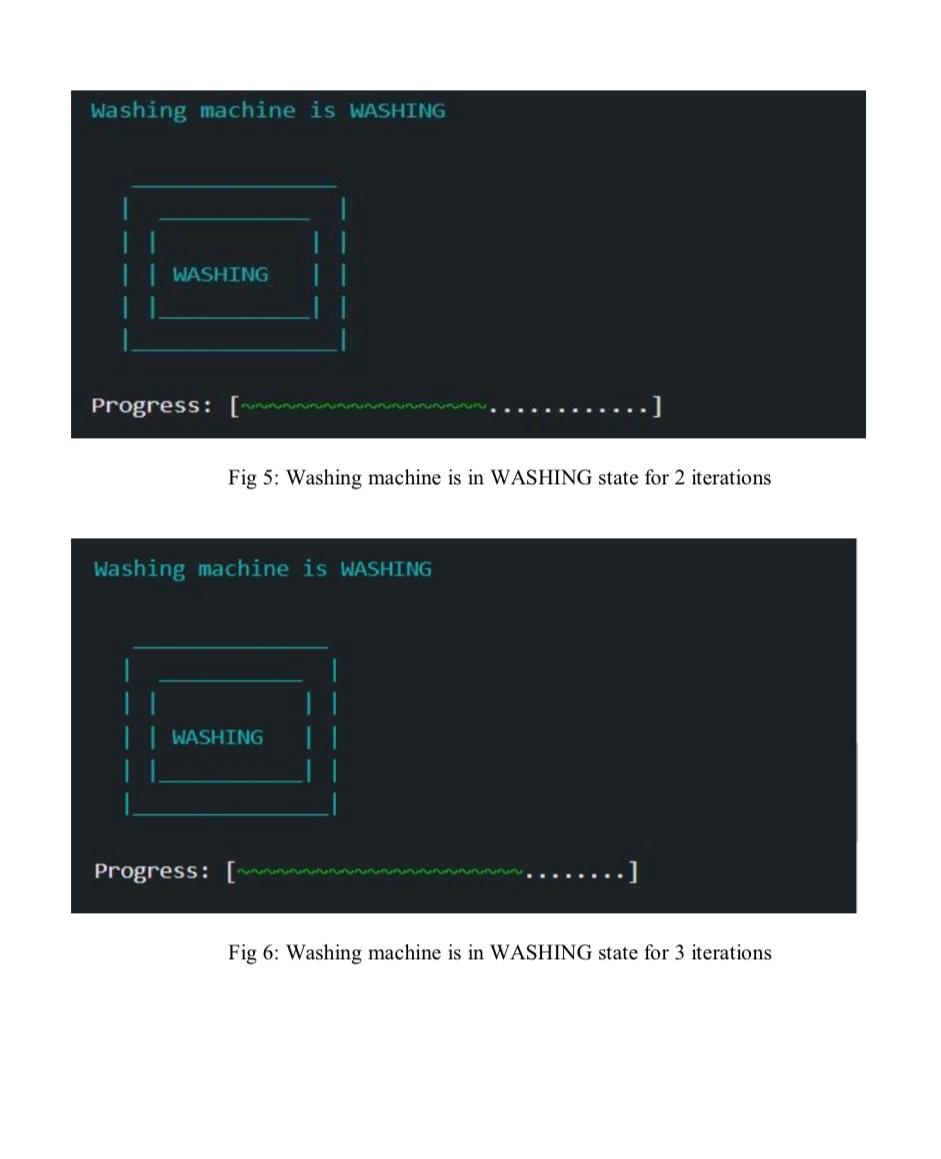 Washing machine is WASHING
WASHING
Progress: [~~~~~~~~~~~~~~~~~~............]
Fig 5: Washing machine is in WASHING state for 2 iterations
Washing machine is WASHING
WASHING
Progress: [~~~~~~~~~~~~~~~~~~~~~~........]
Fig 6: Washing machine is in WASHING state for 3 iterations